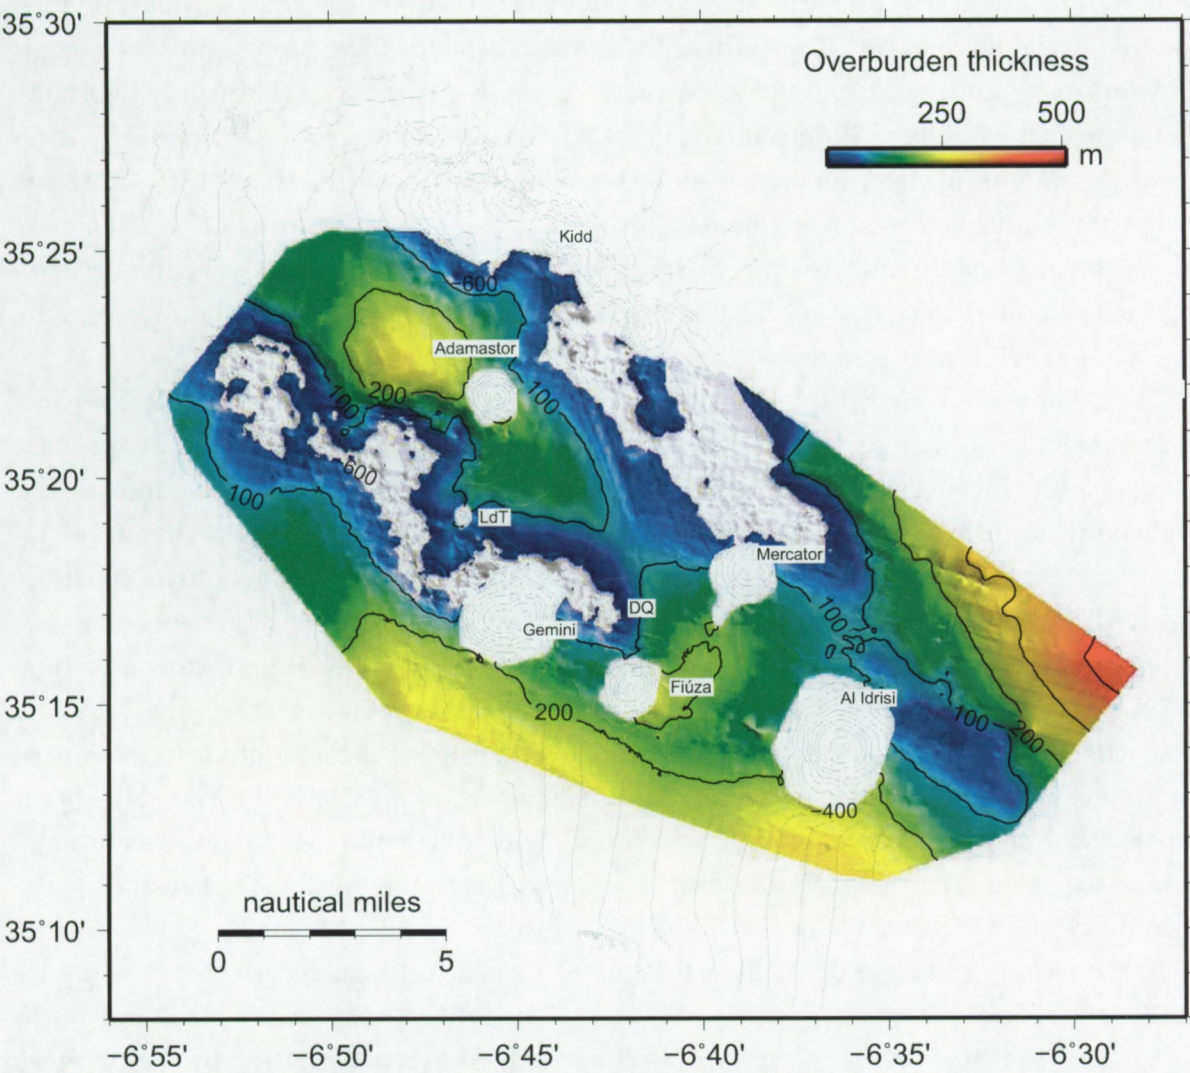 35˚30'
Overburden thickness
250 500
m
Kidd
35˚25'
−600
Adamastor
200
100
100
600
35˚20'
100
LdT
Mercator
DQ
100
Gemini
Fiúza
Al Idrisi
35˚15'
200
100
200
−400
nautical miles
35˚10'
0 5
−6˚55' −6˚50' −6˚45' −6˚40' −6˚35' −6˚30'